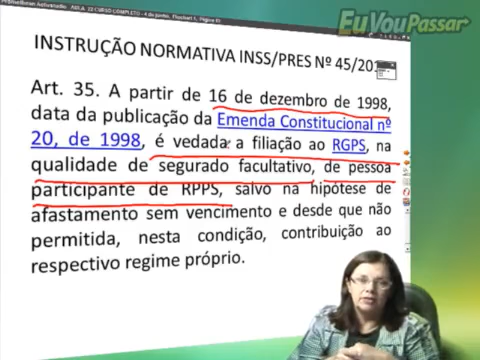 EuVouPassar
INSTRUÇÃO NORMATIVA INSS/PRES Nº 45/20
Art. 35. A partir de 16 de dezembro de 1998,
data da publicação da Emenda Constitucional nº
20, de 1998, é vedada a filiação ao RGPS, na
qualidade de segurado facultativo, de pessoa
participante de RPPS, salvo na hipótese de
afastamento sem vencimento e desde que não
permitida, nesta condição, contribuição ao
respectivo regime próprio.